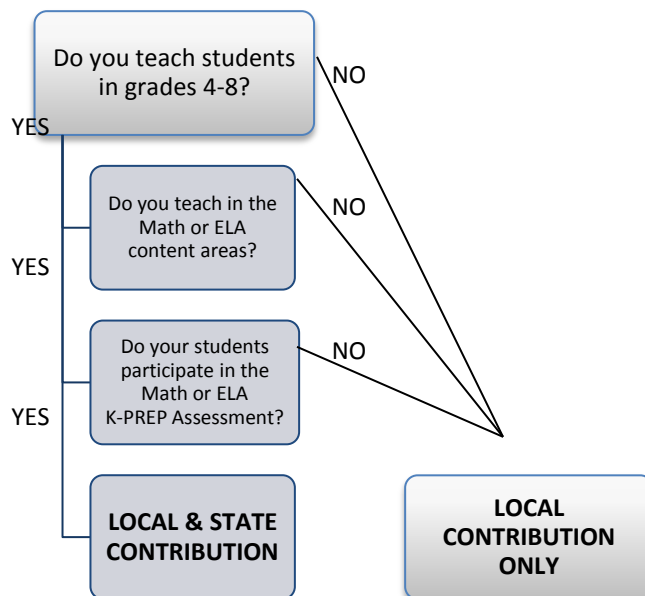 Do you teach students
in grades 4-8?
NO
YES
Do you teach in the
Math or ELA
content areas?
NO
YES
Do your students
participate in the
Math or ELA
K-PREP Assessment?
NO
YES
LOCAL & STATE
CONTRIBUTION
LOCAL
CONTRIBUTION
ONLY